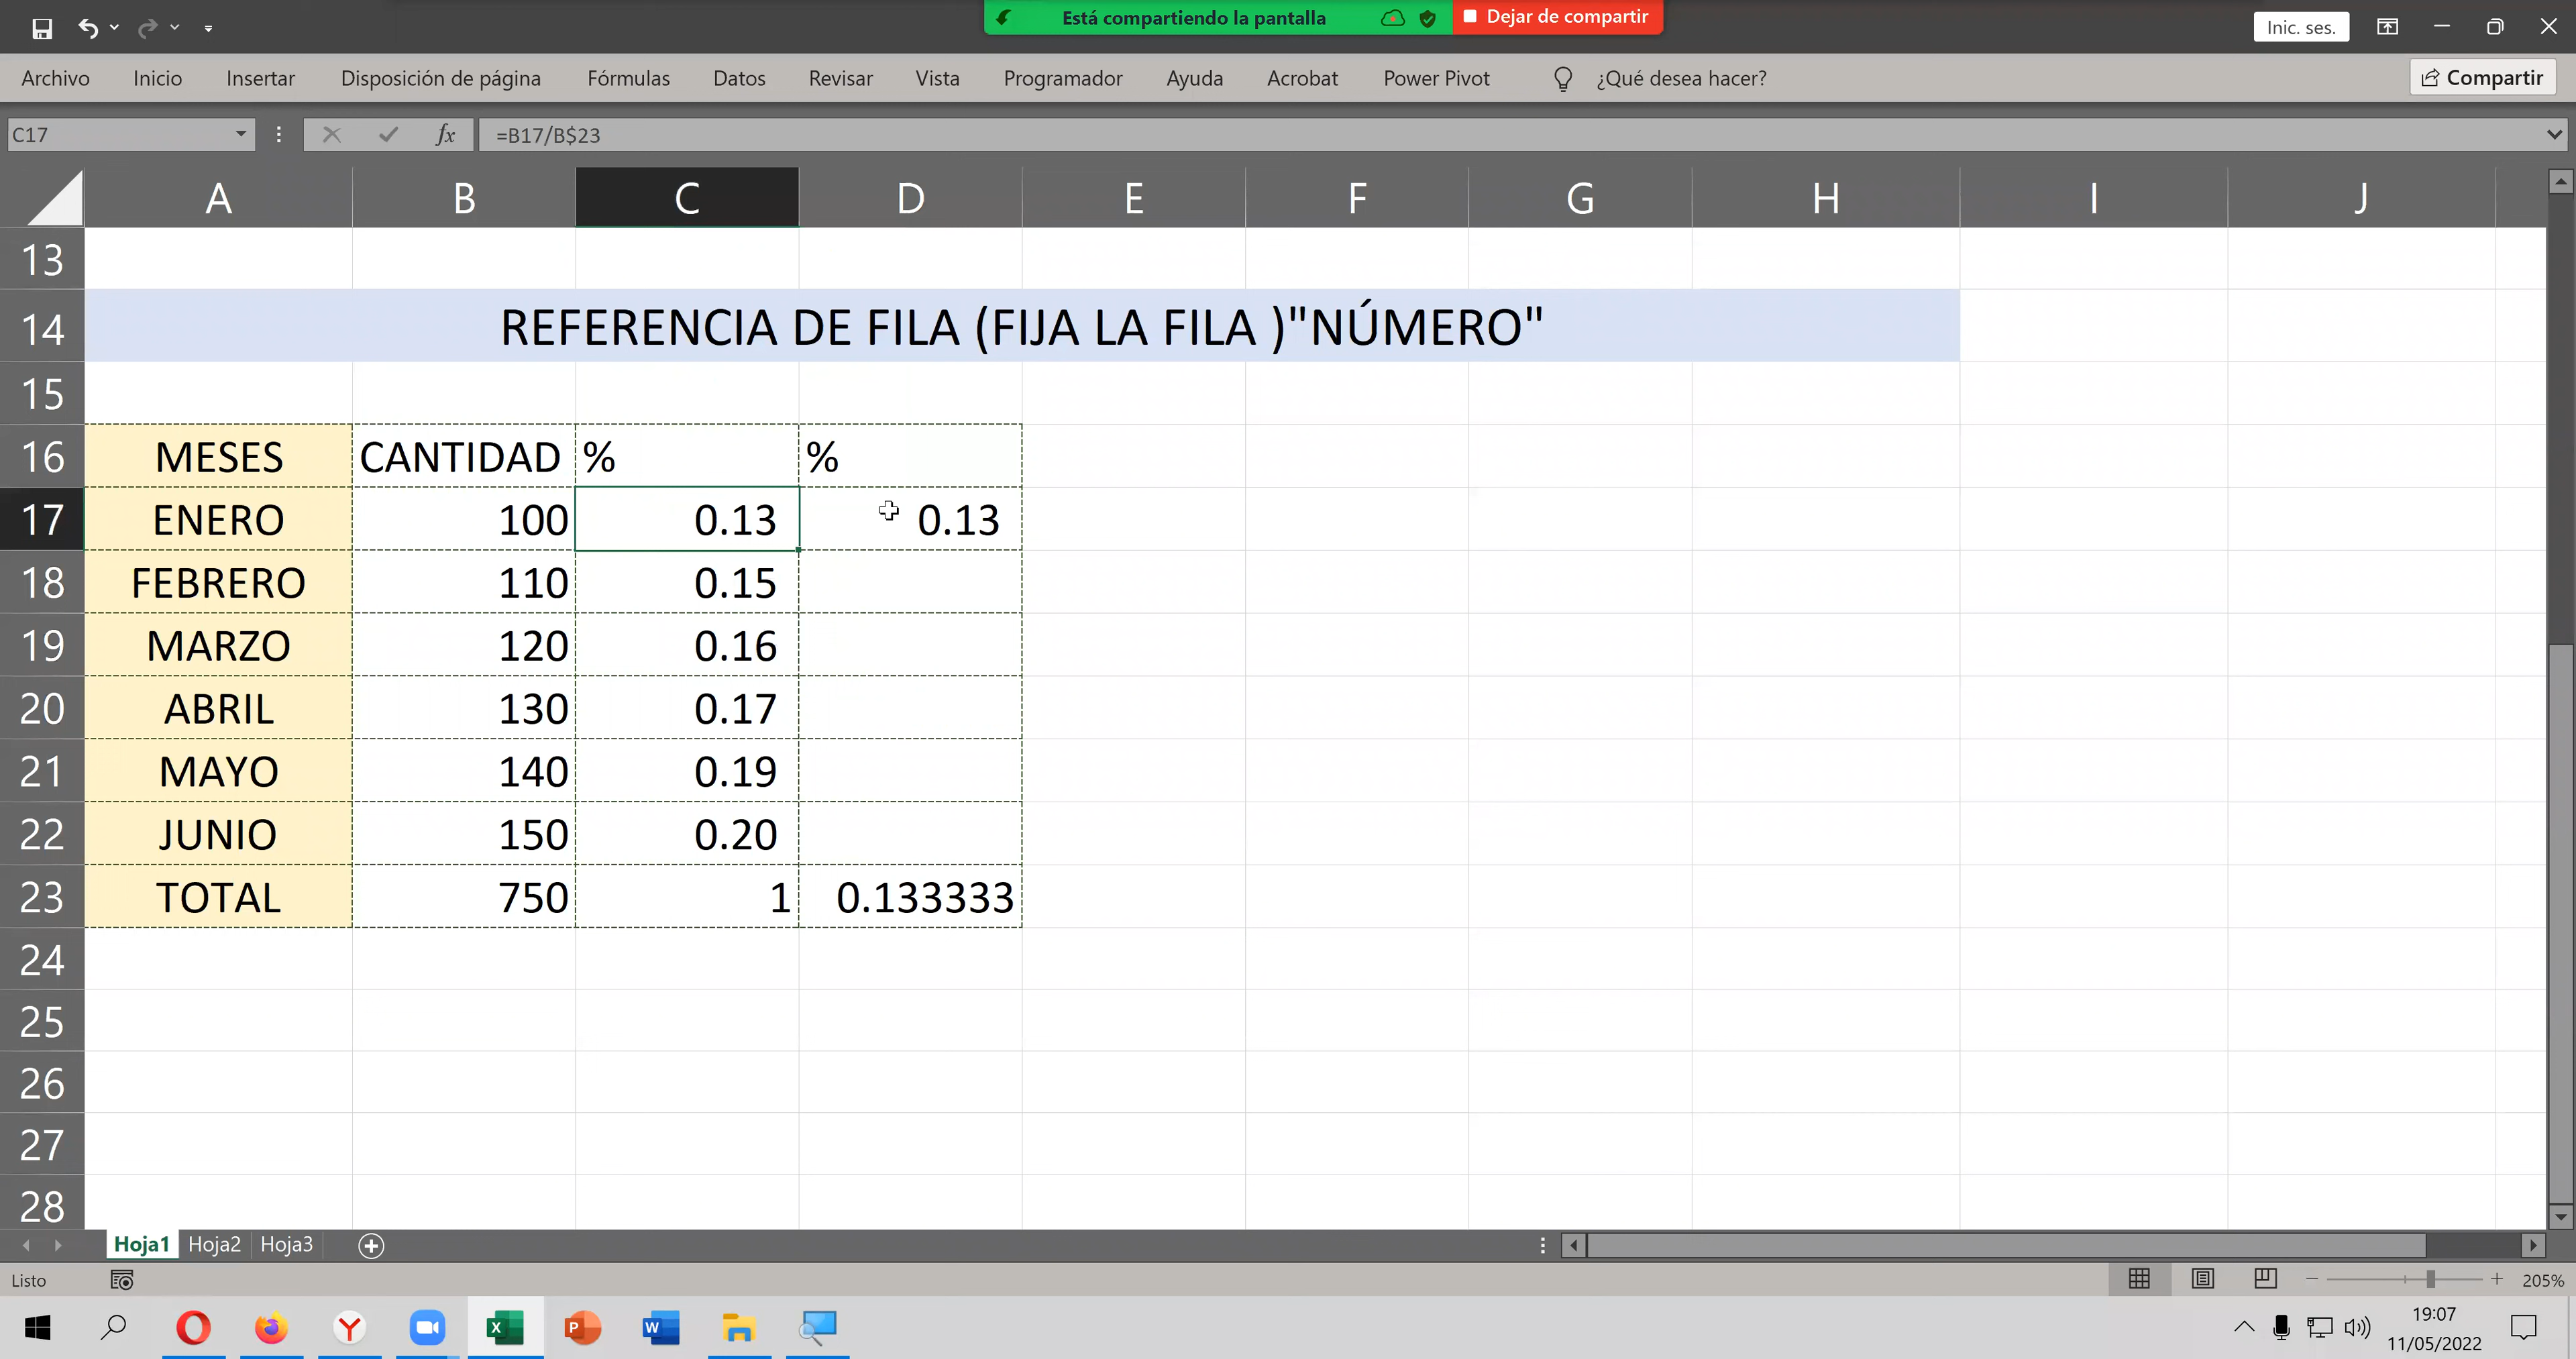 Está compartiendo la pantalla
Dejar de compartir
Inic. ses.
Archivo Inicio Insertar Disposición de página Fórmulas Datos Revisar Vista Programador Ayuda Acrobat Power Pivot ¿Qué desea hacer? Compartir
C17 fx =B17/B$23
A B C D E F G H I J
13
14 REFERENCIA DE FILA (FIJA LA FILA )"NÚMERO"
15
16 MESES CANTIDAD % %
17 ENERO 100 0.13 0.13
18 FEBRERO 110 0.15
19 MARZO 120 0.16
20 ABRIL 130 0.17
21 MAYO 140 0.19
22 JUNIO 150 0.20
23 TOTAL 750 1 0.133333
24
25
26
27
28
Hoja1 Hoja2 Hoja3
Listo 205%
19:07
11/05/2022